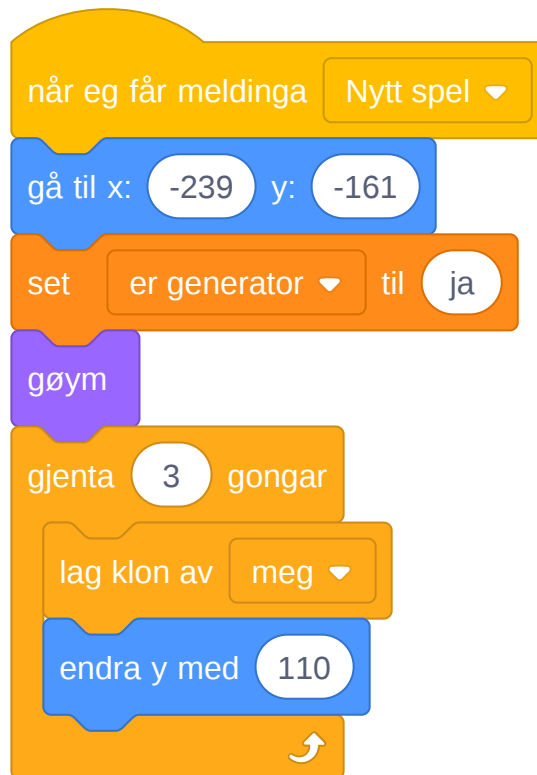 når eg får meldinga Nytt spel
gå til x: -239 y: -161
set er generator til ja
gøym
gjenta 3 gongar
lag klon av meg
endra y med 110